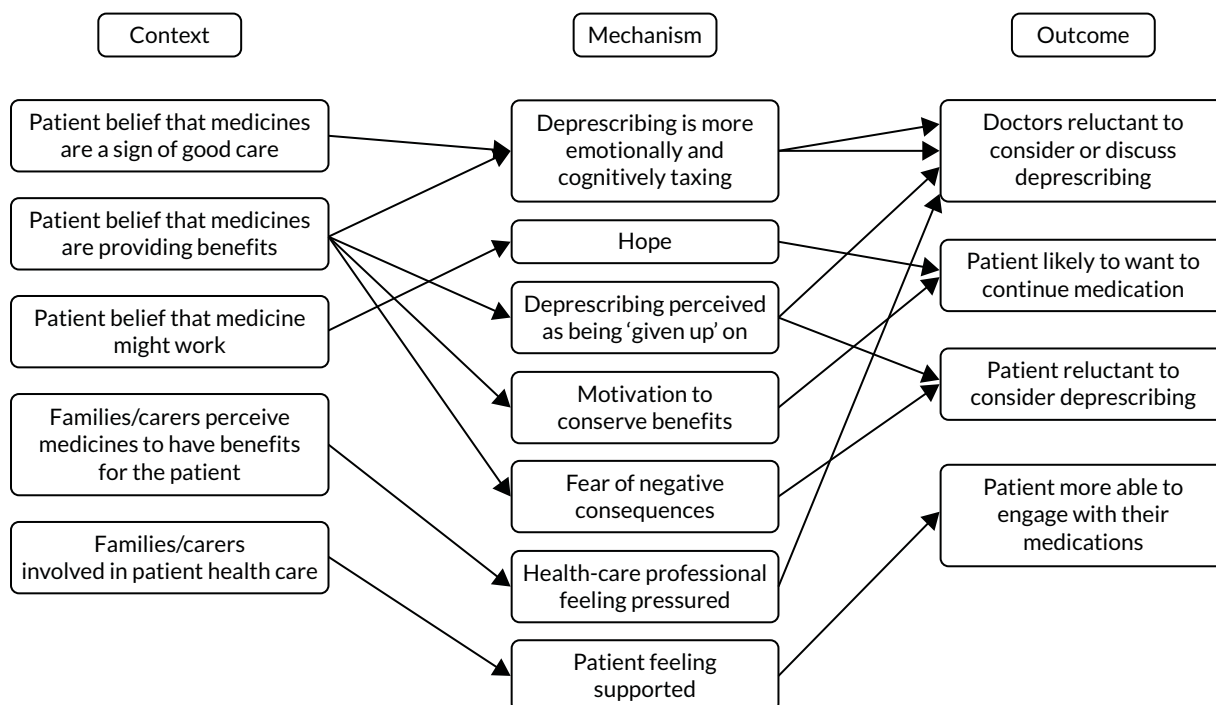 Context
Mechanism
Outcome
Patient belief that medicines
are a sign of good care
Patient belief that medicines
are providing benefits
Patient belief that medicine
might work
Families/carers perceive
medicines to have benefits
for the patient
Families/carers
involved in patient health care
Deprescribing is more
emotionally and
cognitively taxing
Hope
Deprescribing perceived
as being ‘given up’ on
Motivation to
conserve benefits
Fear of negative
consequences
Health-care professional
feeling pressured
Patient feeling
supported
Doctors reluctant to
consider or discuss
deprescribing
Patient likely to want to
continue medication
Patient reluctant to
consider deprescribing
Patient more able to
engage with their
medications